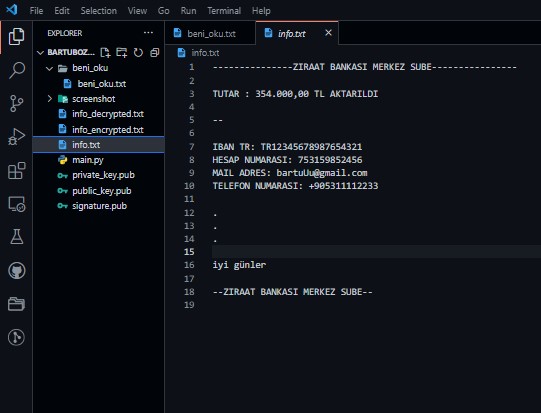 File Edit Selection View Go Run Terminal Help
EXPLORER
BARTUBOZ...
beni_oku
beni_oku.txt
screenshot
info_decrypted.txt
info_encrypted.txt
info.txt
main.py
private_key.pub
public_key.pub
signature.pub
beni_oku.txt info.txt
info.txt
1 ---------------ZIRAAT BANKASI MERKEZ SUBE----------------
2
3 TUTAR : 354.000,00 TL AKTARILDI
4
5 --
6
7 IBAN TR: TR12345678987654321
8 HESAP NUMARASI: 753159852456
9 MAIL ADRES: bartuUu@gmail.com
10 TELEFON NUMARASI: +905311112233
11
12 .
13 .
14 .
15
16 iyi günler
17
18 --ZIRAAT BANKASI MERKEZ SUBE--
19